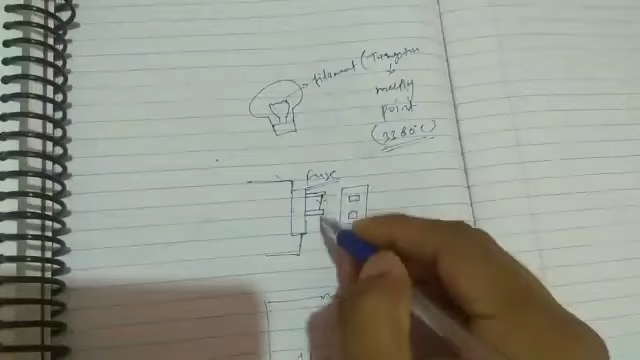 filament (Tungsten
melting
point
(3380°C)
fuse